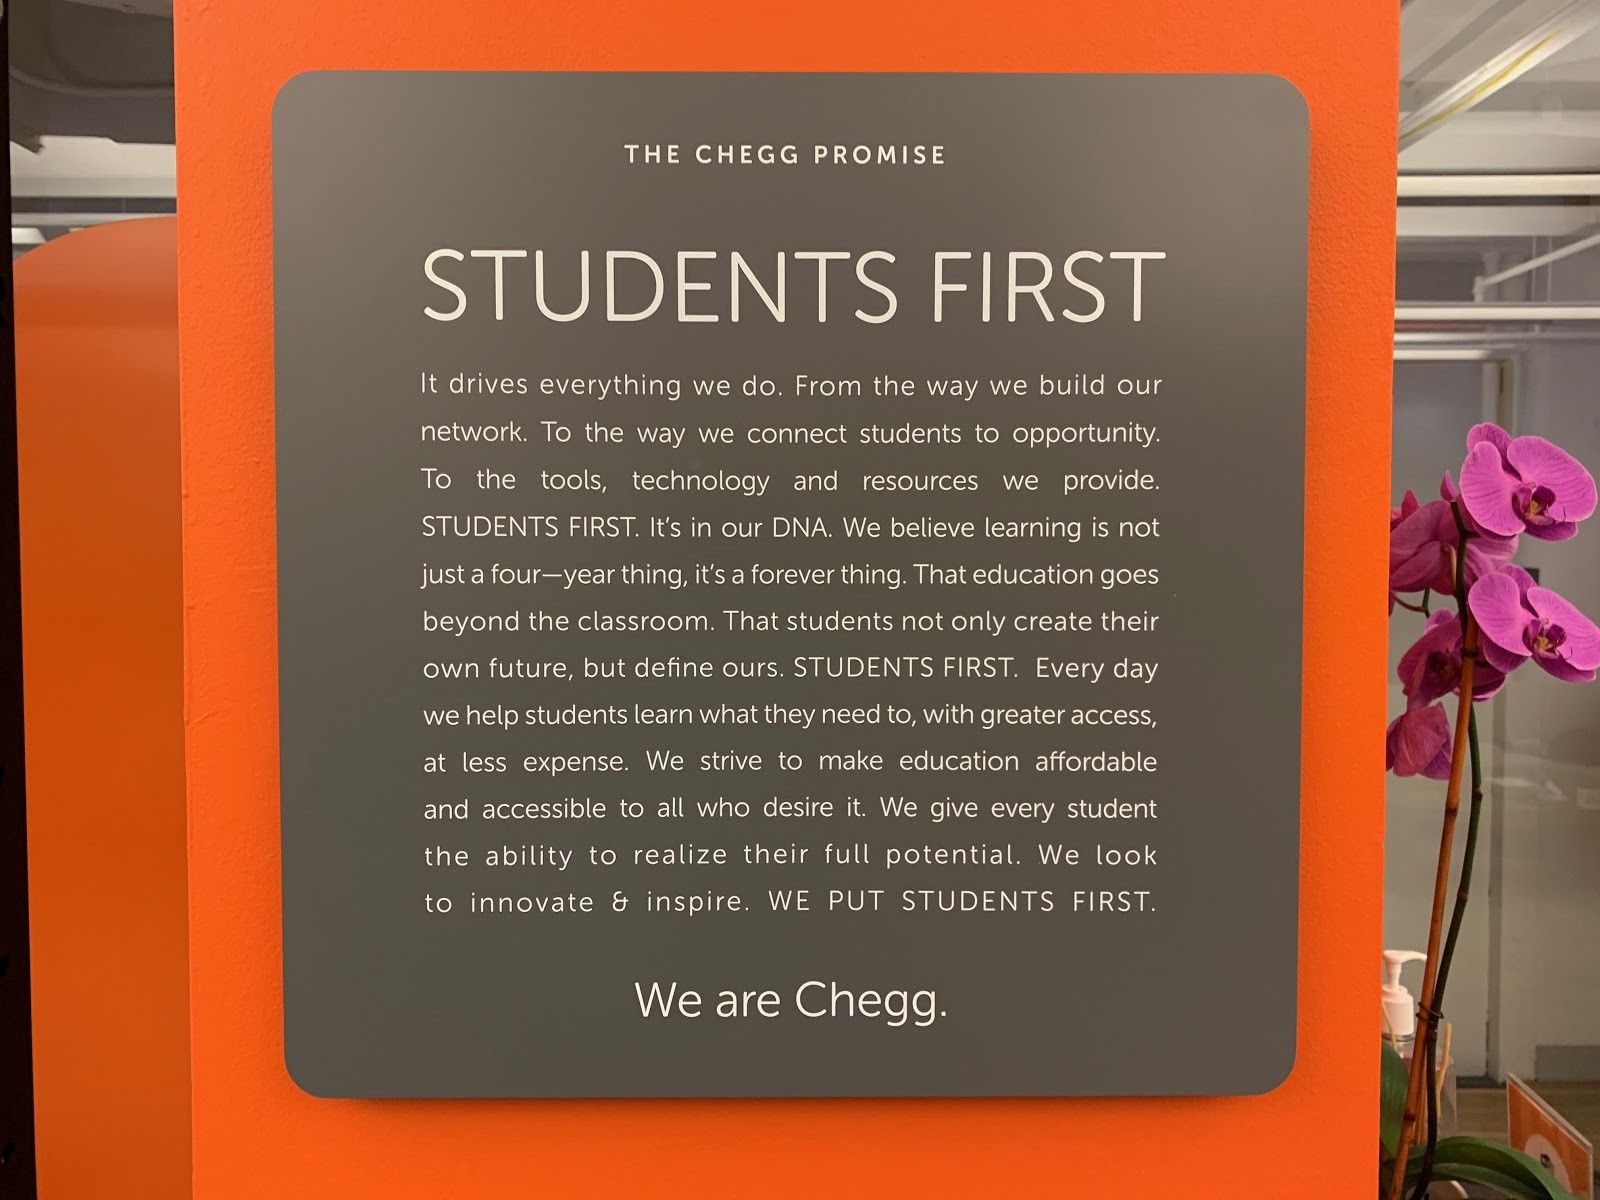 THE CHEGG PROMISE
STUDENTS FIRST
It drives everything we do. From the way we build our
network. To the way we connect students to opportunity.
To the tools, technology and resources we provide.
STUDENTS FIRST. It's in our DNA. We believe learning is not
just a four—year thing, it's a forever thing. That education goes
beyond the classroom. That students not only create their
own future, but define ours. STUDENTS FIRST. Every day
we help students learn what they need to, with greater access,
at less expense. We strive to make education affordable
and accessible to all who desire it. We give every student
the ability to realize their full potential. We look
to innovate & inspire. WE PUT STUDENTS FIRST.
We are Chegg.